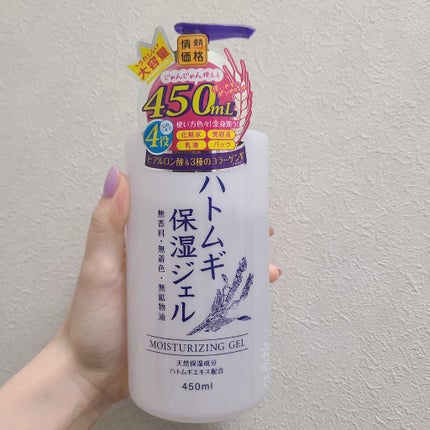 うれしい!
大容量
情熱
価格
じゃんじゃん使える
450mL
4役
使い方色々!全身潤う!
化粧水
美容液
乳液
パック
ヒアルロン酸&3種のコラーゲン
ハトムギ
保湿ジェル
無香料・無着色・無鉱物油
MOISTURIZING GEL
天然保湿成分
ハトムギエキス配合
450ml